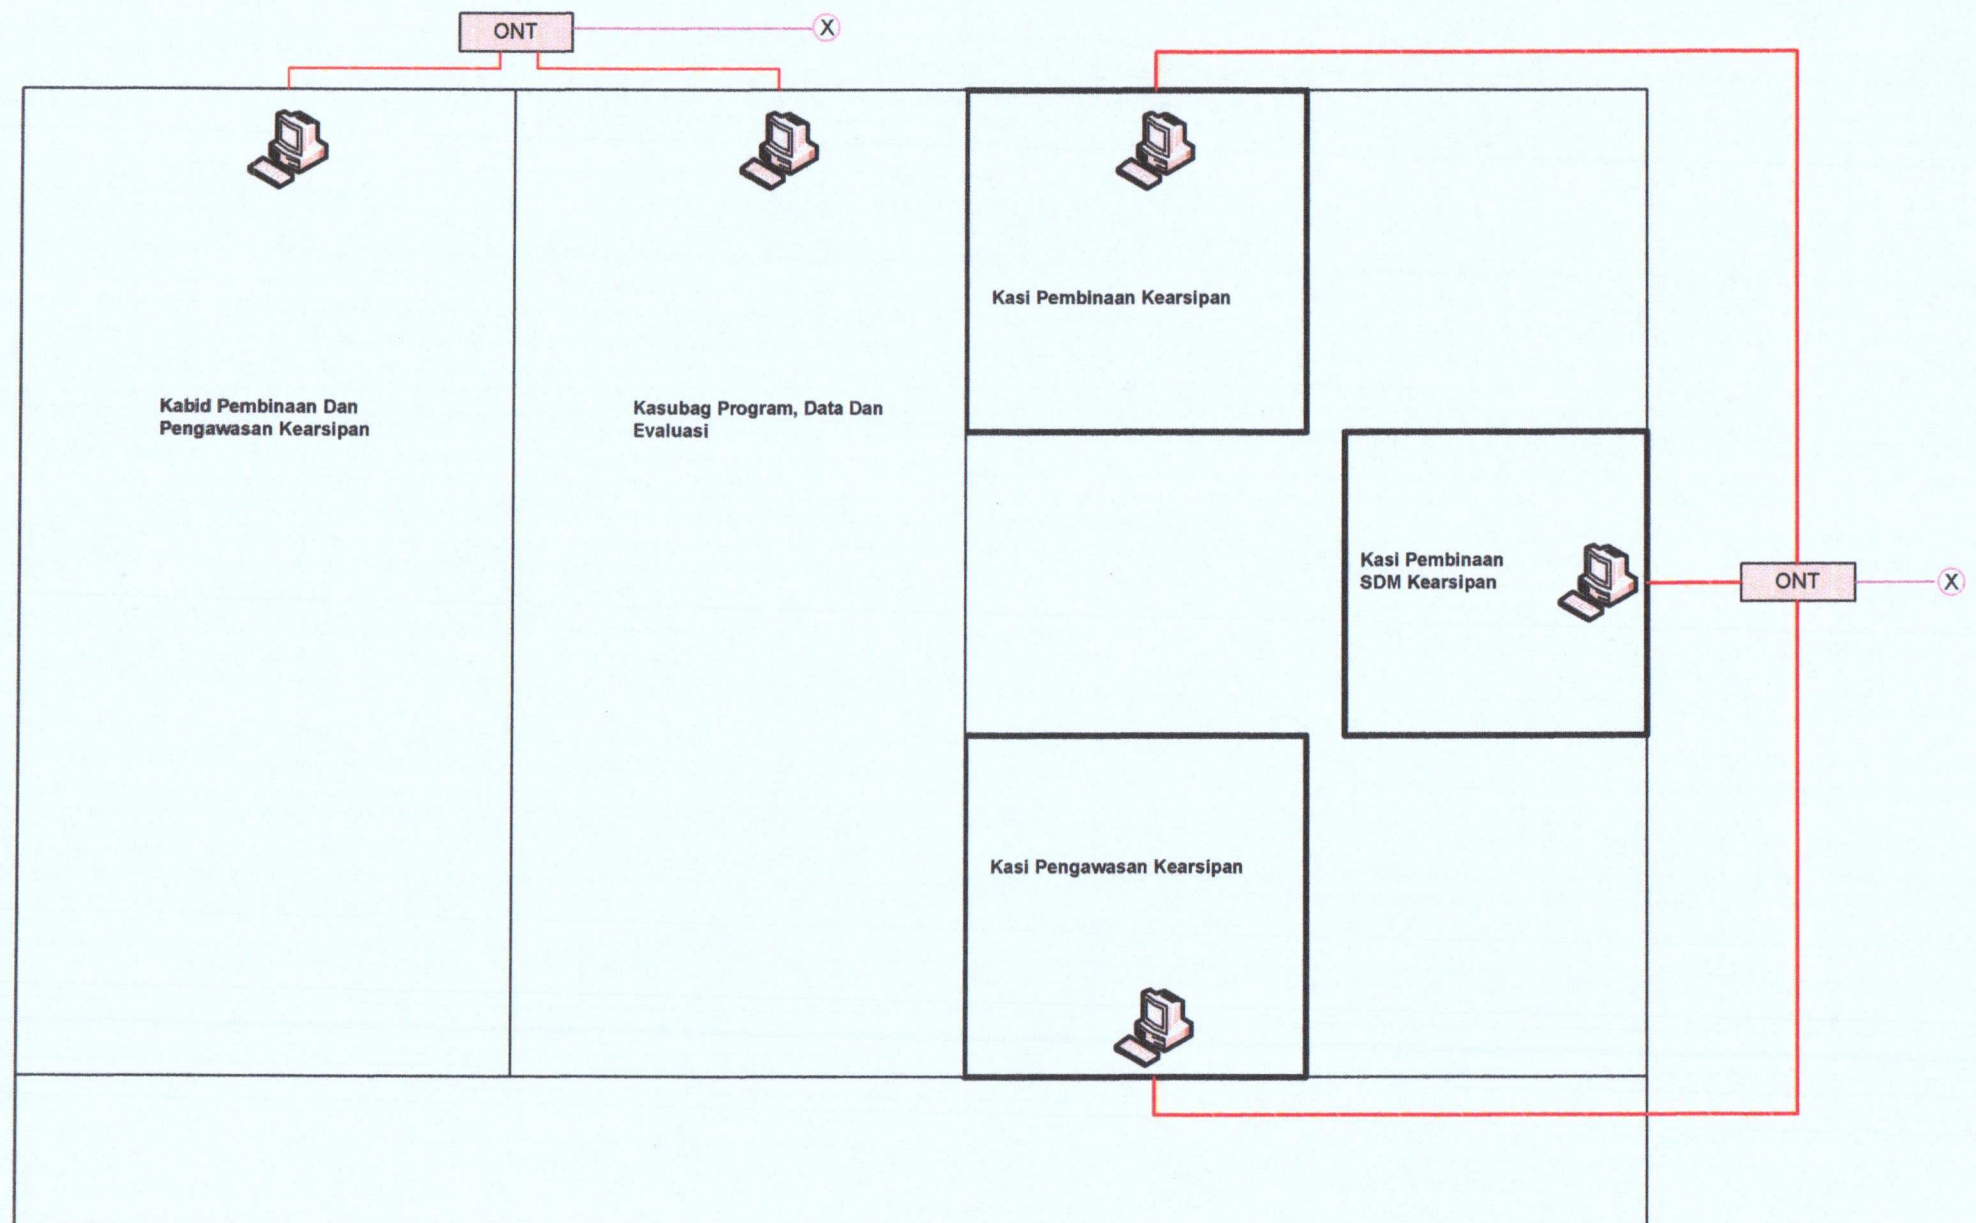 ONT
X
Kasi Pembinaan Kearsipan
Kabid Pembinaan Dan
Pengawasan Kearsipan
Kasubag Program, Data Dan
Evaluasi
Kasi Pembinaan
SDM Kearsipan
ONT
X
Kasi Pengawasan Kearsipan